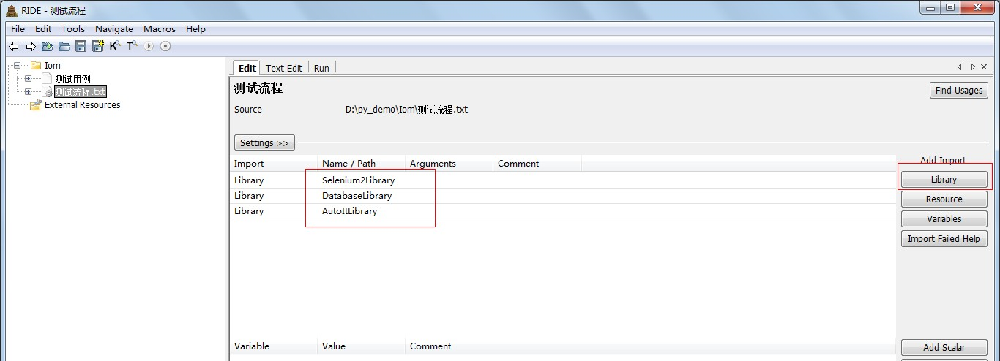 RIDE - 测试流程
File Edit Tools Navigate Macros Help
Iom
测试用例
测试流程.txt
External Resources
Edit Text Edit Run
测试流程
Find Usages
Source D:\py_demo\Iom\测试流程.txt
Settings >>
Import Name / Path Arguments Comment
Add Import
Library Selenium2Library
Library
Library DatabaseLibrary
Resource
Library AutoItLibrary
Variables
Import Failed Help
Variable Value Comment
Add Scalar